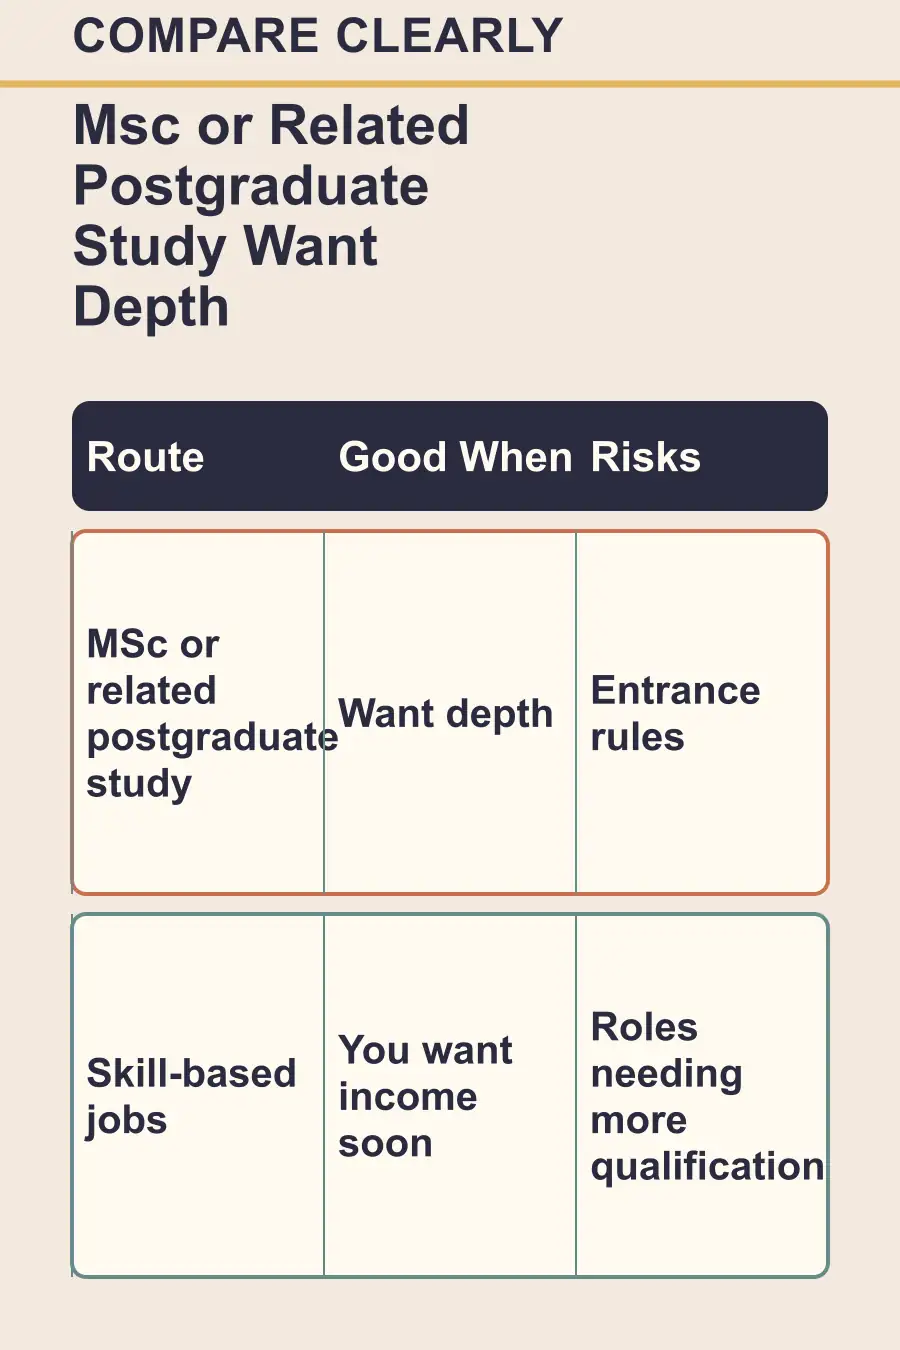 COMPARE CLEARLY
Msc or Related
Postgraduate
Study Want
Depth
Route
Good When
Risks
MSc or
related
postgraduate
study
Want depth
Entrance
rules
Skill-based
jobs
You want
income
soon
Roles
needing
more
qualification